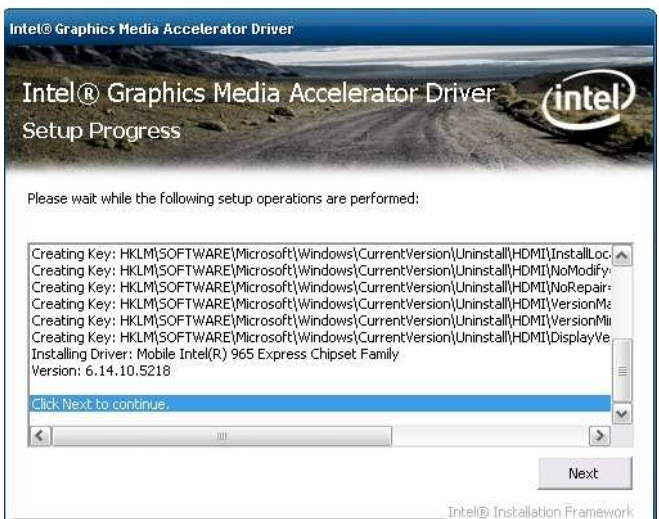 Intel® Graphics Media Accelerator Driver
Intel® Graphics Media Accelerator Driver
Setup Progress
intel
Please wait while the following setup operations are performed:
Creating Key: HKLM\SOFTWARE\Microsoft\Windows\CurrentVersion\Uninstall\HDMI\InstallLoc
Creating Key: HKLM\SOFTWARE\Microsoft\Windows\CurrentVersion\Uninstall\HDMI\NoModify=
Creating Key: HKLM\SOFTWARE\Microsoft\Windows\CurrentVersion\Uninstall\HDMI\NoRepair=
Creating Key: HKLM\SOFTWARE\Microsoft\Windows\CurrentVersion\Uninstall\HDMI\VersionMa
Creating Key: HKLM\SOFTWARE\Microsoft\Windows\CurrentVersion\Uninstall\HDMI\VersionMi
Creating Key: HKLM\SOFTWARE\Microsoft\Windows\CurrentVersion\Uninstall\HDMI\DisplayVe
Installing Driver: Mobile Intel(R) 965 Express Chipset Family
Version: 6.14.10.5218
Click Next to continue.
Next
Intel® Installation Framework